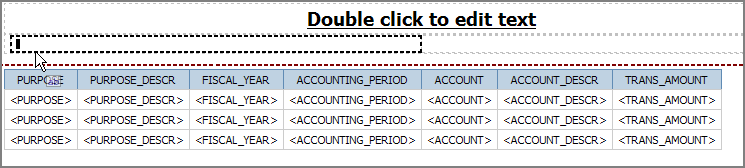 Double click to edit text
PURPOSE PURPOSE_DESCR FISCAL_YEAR ACCOUNTING_PERIOD ACCOUNT ACCOUNT_DESCR TRANS_AMOUNT
<PURPOSE> <PURPOSE_DESCR> <FISCAL_YEAR> <ACCOUNTING_PERIOD> <ACCOUNT> <ACCOUNT_DESCR> <TRANS_AMOUNT>
<PURPOSE> <PURPOSE_DESCR> <FISCAL_YEAR> <ACCOUNTING_PERIOD> <ACCOUNT> <ACCOUNT_DESCR> <TRANS_AMOUNT>
<PURPOSE> <PURPOSE_DESCR> <FISCAL_YEAR> <ACCOUNTING_PERIOD> <ACCOUNT> <ACCOUNT_DESCR> <TRANS_AMOUNT>